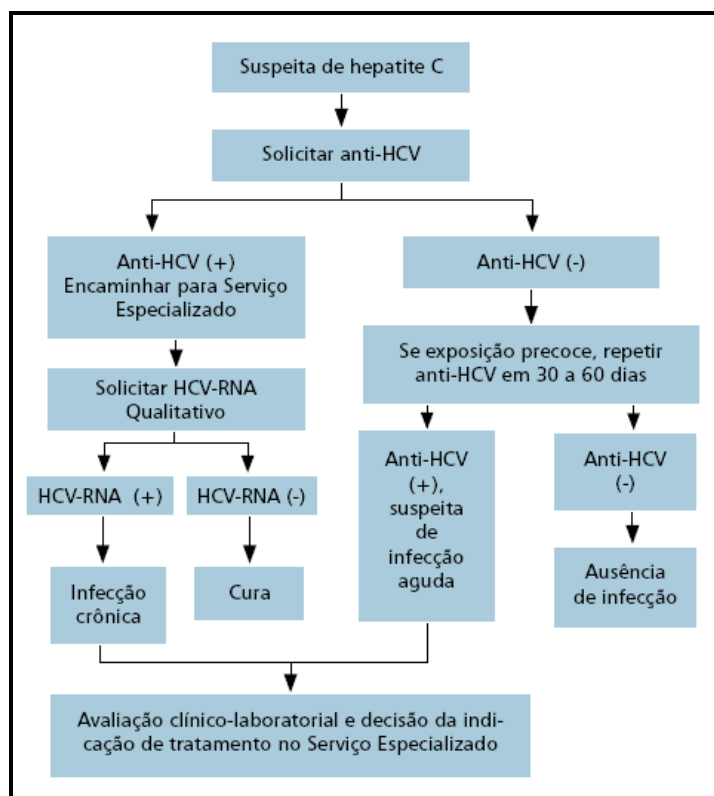 Suspeita de hepatite C
Solicitar anti-HCV
Anti-HCV (+)
Encaminhar para Serviço
Especializado
Anti-HCV (-)
Se exposição precoce, repetir
anti-HCV em 30 a 60 dias
Solicitar HCV-RNA
Qualitativo
HCV-RNA (+)
HCV-RNA (-)
Anti-HCV
(+),
suspeita
de
infecção
aguda
Anti-HCV
(-)
Infecção
crônica
Cura
Ausência
de infecção
Avaliação clínico-laboratorial e decisão da indi-
cação de tratamento no Serviço Especializado